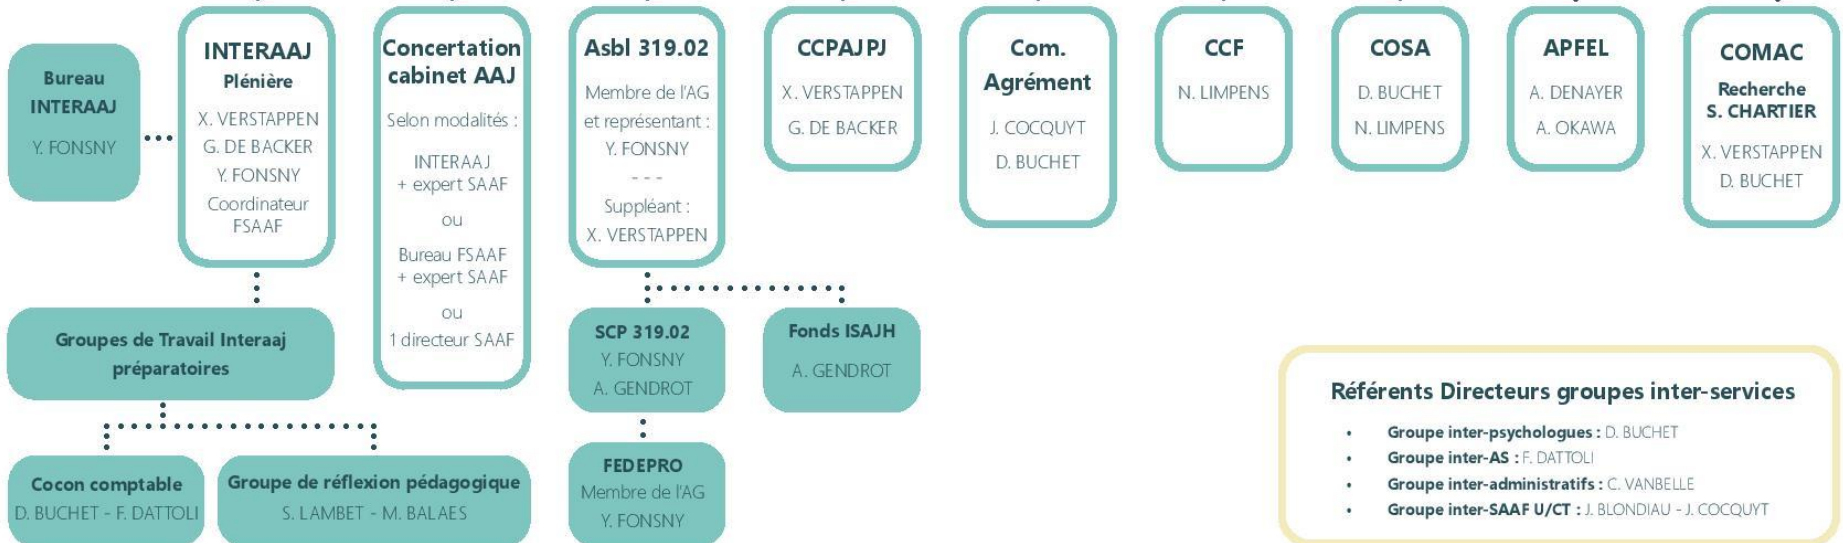 Bureau
INTERAAJ
Y. FONSNY
INTERAAJ
Plénière
X. VERSTAPPEN
G. DE BACKER
Y. FONSNY
Coordinateur
FSAAF
Concertation
cabinet AAJ
Selon modalités :
INTERAAJ
+ expert SAAF
ou
Bureau FSAAF
+ expert SAAF
ou
1 directeur SAAF
Asbl 319.02
Membre de l'AG
et représentant :
Y. FONSNY
- - -
Suppléant :
X. VERSTAPPEN
CCPAJPJ
X. VERSTAPPEN
G. DE BACKER
Com.
Agrément
J. COCQUYT
D. BUCHET
CCF
N. LIMPENS
COSA
D. BUCHET
N. LIMPENS
APFEL
A. DENAYER
A. OKAWA
COMAC
Recherche
S. CHARTIER
X. VERSTAPPEN
D. BUCHET
Groupes de Travail Interaaj
préparatoires
SCP 319.02
Y. FONSNY
A. GENDROT
Fonds ISAJH
A. GENDROT
Cocon comptable
D. BUCHET - F. DATTOLI
Groupe de réflexion pédagogique
S. LAMBET - M. BALAES
FEDEPRO
Membre de l'AG
Y. FONSNY
Référents Directeurs groupes inter-services
• Groupe inter-psychologues : D. BUCHET
• Groupe inter-AS : F. DATTOLI
• Groupe inter-administratifs : C. VANBELLE
• Groupe inter-SAAF U/CT : J. BLONDIAU - J. COCQUYT